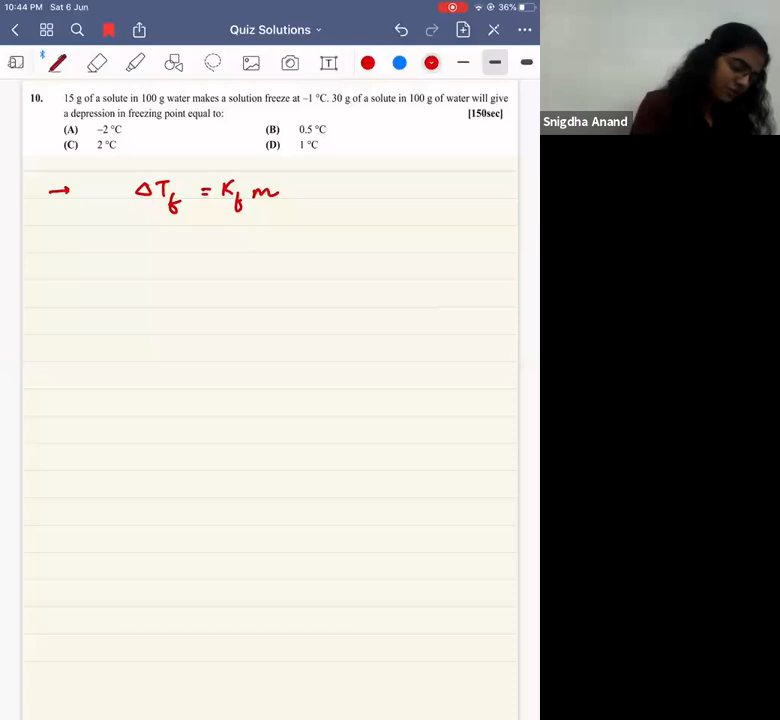 10:44 PM Sat 6 Jun 36%
Quiz Solutions
T
10. 15 g of a solute in 100 g water makes a solution freeze at –1 °C. 30 g of a solute in 100 g of water will give
a depression in freezing point equal to: [150sec]
(A) –2 °C (B) 0.5 °C
(C) 2 °C (D) 1 °C
→ ΔT_f = K_f m
Snigdha Anand